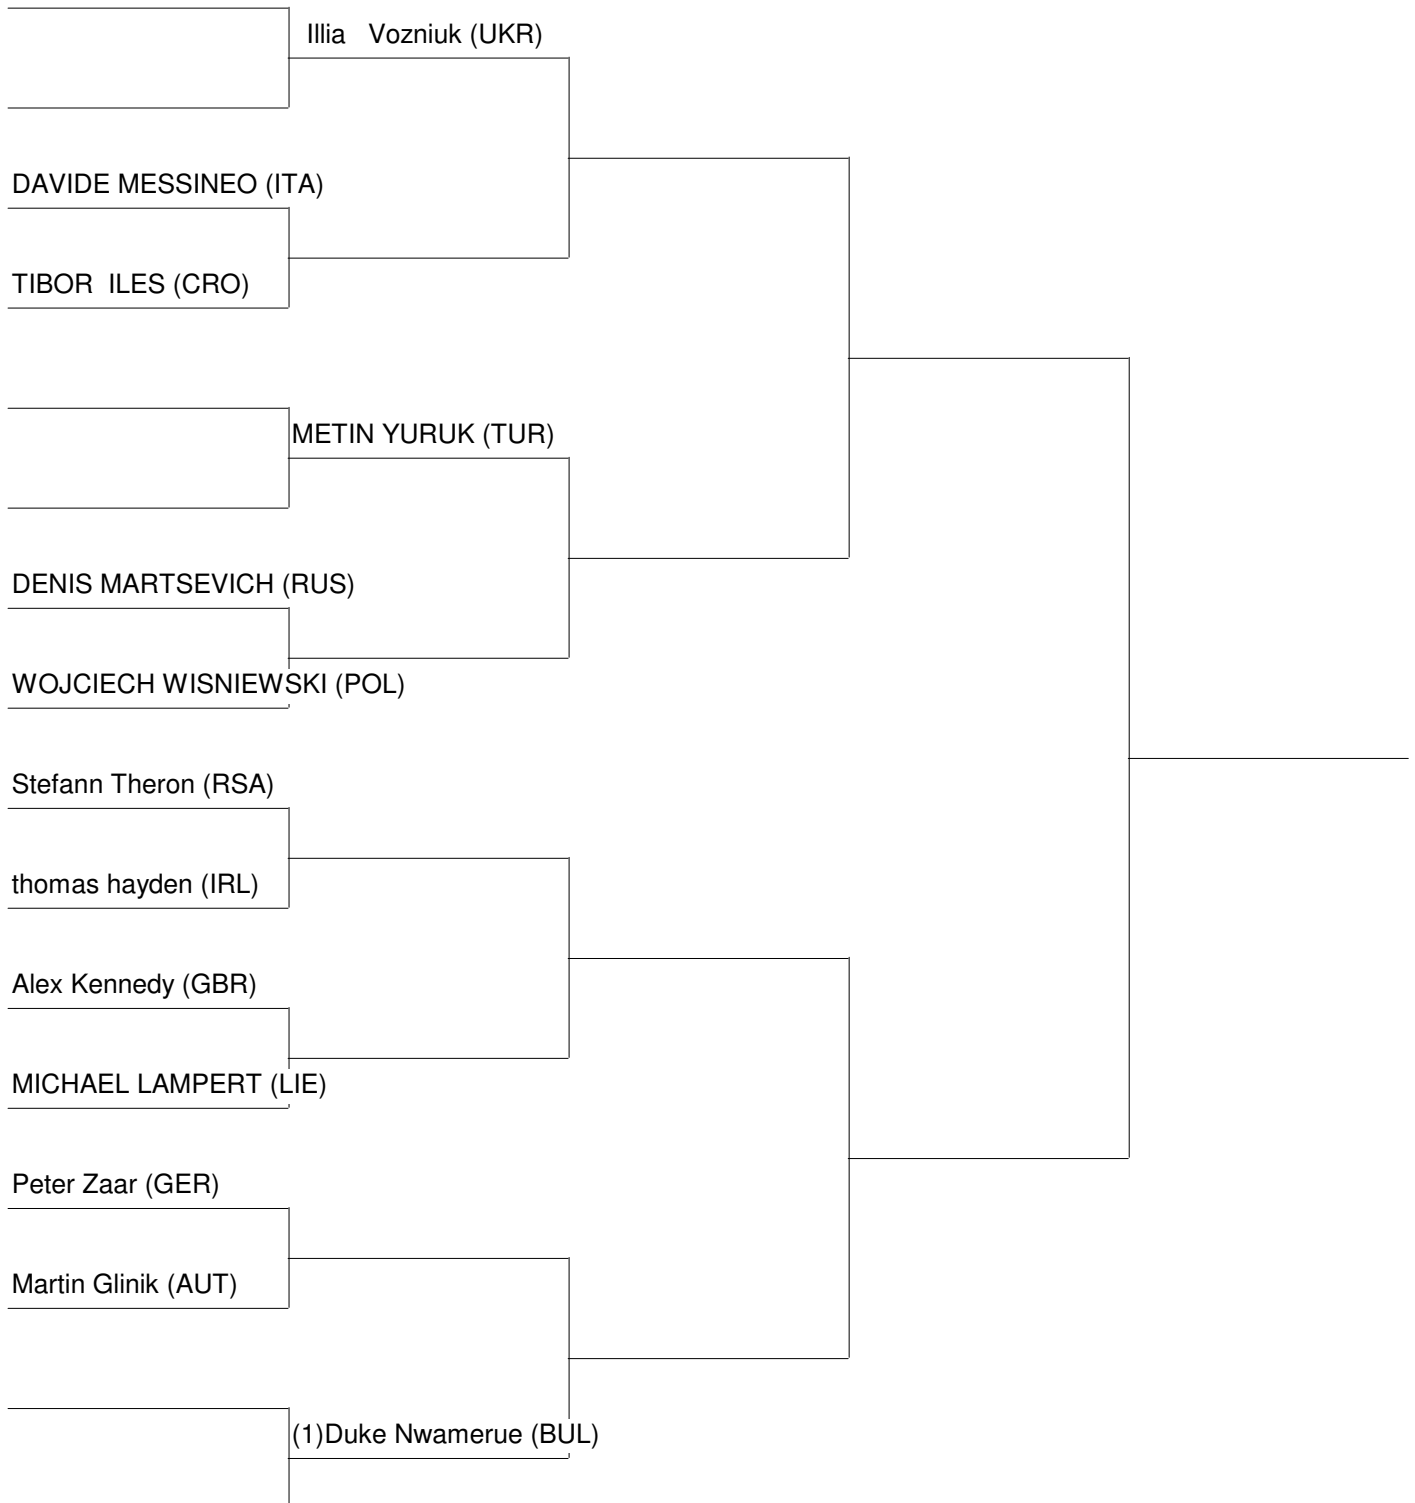 Illia   Vozniuk (UKR)
DAVIDE MESSINEO (ITA)
TIBOR  ILES (CRO)
METIN YURUK (TUR)
DENIS MARTSEVICH (RUS)
WOJCIECH WISNIEWSKI (POL)
Stefann Theron (RSA)
thomas hayden (IRL)
Alex Kennedy (GBR)
MICHAEL LAMPERT (LIE)
Peter Zaar (GER)
Martin Glinik (AUT)
(1)Duke Nwamerue (BUL)